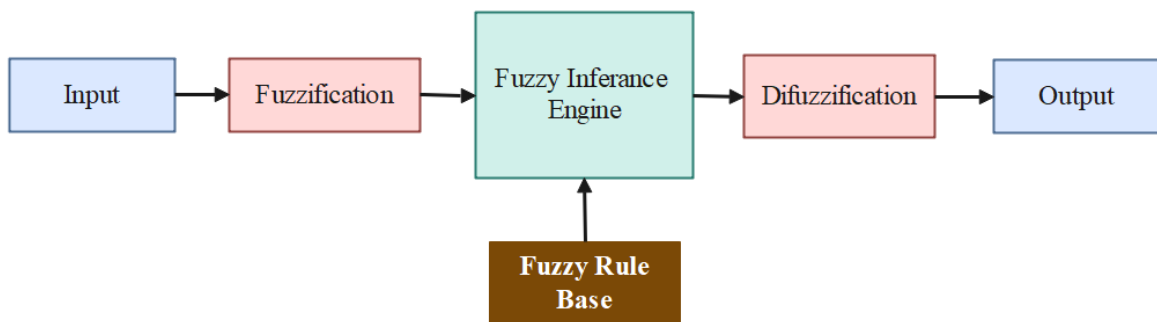 Input
Fuzzification
Fuzzy Inferance
Engine
Difuzzification
Output
Fuzzy Rule
Base